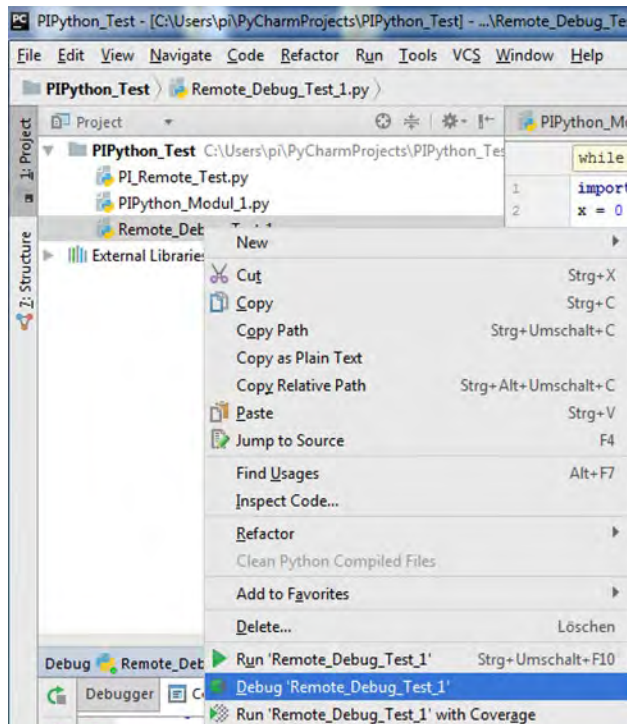 PC PIPython_Test - [C:\Users\pi\PyCharmProjects\PIPython_Test] - ...\Remote_Debug_Te
File Edit View Navigate Code Refactor Run Tools VCS Window Help
PIPython_Test Remote_Debug_Test_1.py
1: Project
Project
PIPython_Mo
PIPython_Test C:\Users\pi\PyCharmProjects\PIPython_Tes
while
PI_Remote_Test.py
1 import
PIPython_Modul_1.py
2 x = 0
Remote_Deb
External Libraries
7: Structure
New
Cut Strg+X
Copy Strg+C
Copy Path Strg+Umschalt+C
Copy as Plain Text
Copy Relative Path Strg+Alt+Umschalt+C
Paste Strg+V
Jump to Source F4
Find Usages Alt+F7
Inspect Code...
Refactor
Clean Python Compiled Files
Add to Favorites
Delete... Löschen
Debug Remote_Deb
Run 'Remote_Debug_Test_1' Strg+Umschalt+F10
Debugger C
Debug 'Remote_Debug_Test_1'
Run 'Remote_Debug_Test_1' with Coverage